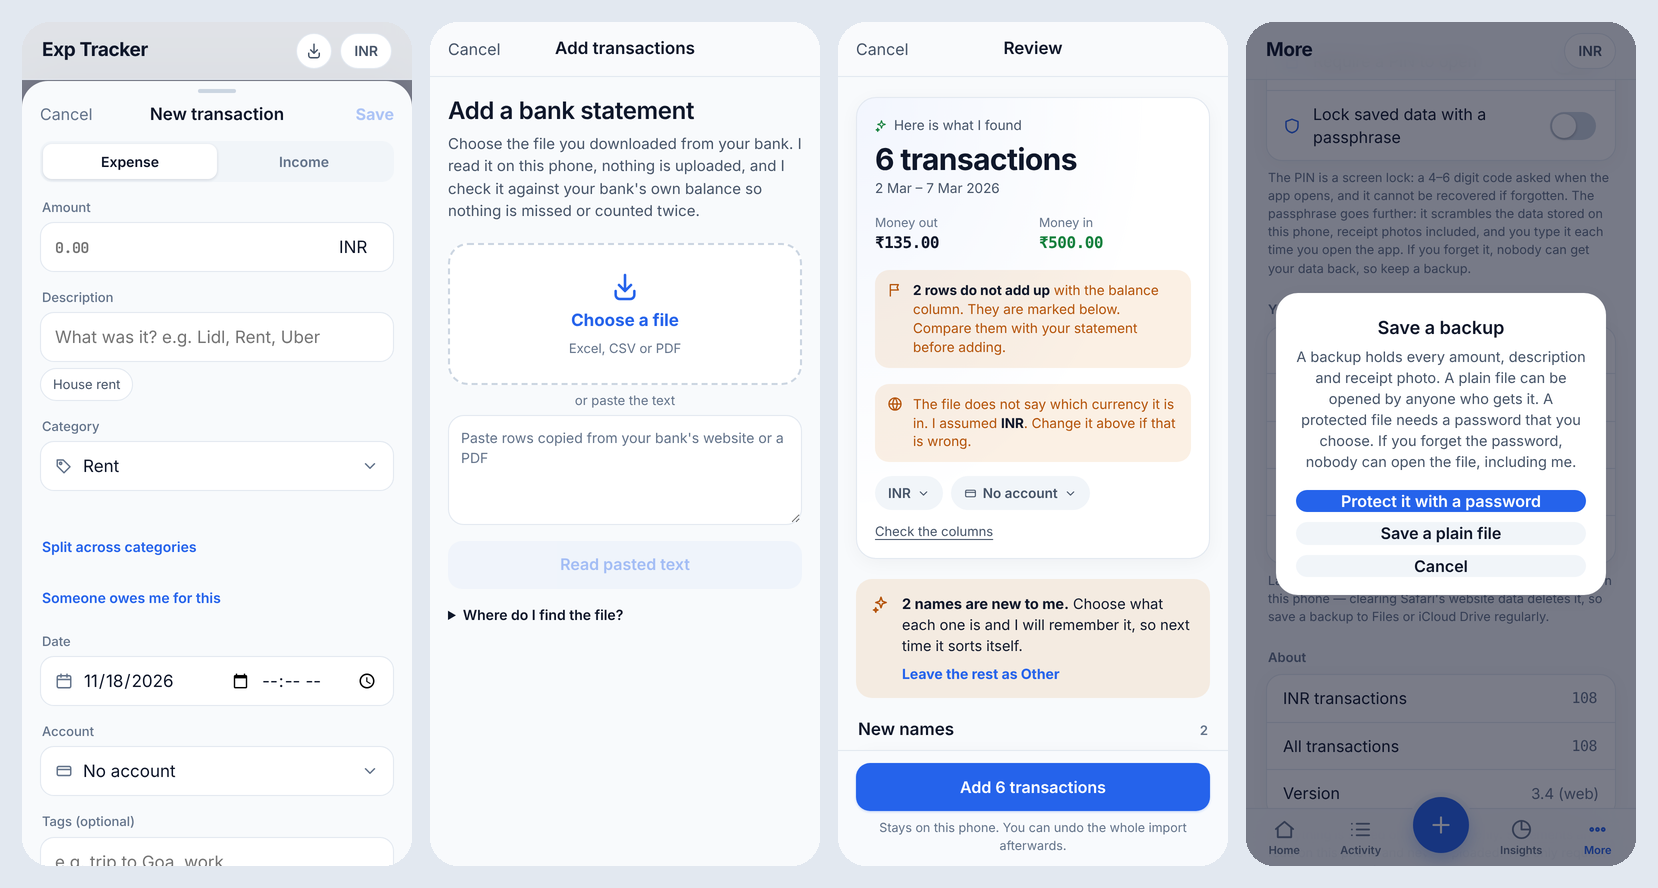 Exp Tracker
INR
Cancel
New transaction
Save
Expense
Income
Amount
0.00
INR
Description
What was it? e.g. Lidl, Rent, Uber
House rent
Category
Rent
Split across categories
Someone owes me for this
Date
11/18/2026
--:-- --
Account
No account
Tags (optional)
e.g. trip to Goa, work
Cancel
Add transactions
Add a bank statement
Choose the file you downloaded from your bank. I
read it on this phone, nothing is uploaded, and I
check it against your bank's own balance so
nothing is missed or counted twice.
Choose a file
Excel, CSV or PDF
or paste the text
Paste rows copied from your bank's website or a
PDF
Read pasted text
Where do I find the file?
Cancel
Review
Here is what I found
6 transactions
2 Mar – 7 Mar 2026
Money out
Money in
₹135.00
₹500.00
2 rows do not add up with the balance
column. They are marked below.
Compare them with your statement
before adding.
The file does not say which currency it is
in. I assumed INR. Change it above if that
is wrong.
INR
No account
Check the columns
2 names are new to me. Choose what
each one is and I will remember it, so next
time it sorts itself.
Leave the rest as Other
New names
2
Add 6 transactions
Stays on this phone. You can undo the whole import
afterwards.
More
INR
Lock saved data with a
passphrase
The PIN is a screen lock: a 4–6 digit code asked when the
app opens, and it cannot be recovered if forgotten. The
passphrase goes further: it scrambles the data stored on
this phone, receipt photos included, and you type it each
time you open the app. If you forget it, nobody can get
your data back, so keep a backup.
Save a backup
A backup holds every amount, description
and receipt photo. A plain file can be
opened by anyone who gets it. A
protected file needs a password that you
choose. If you forget the password,
nobody can open the file, including me.
Protect it with a password
Save a plain file
Cancel
this phone — clearing Safari's website data deletes it, so
save a backup to Files or iCloud Drive regularly.
About
INR transactions
108
All transactions
108
Version
3.4 (web)
Home
Activity
Insights
More